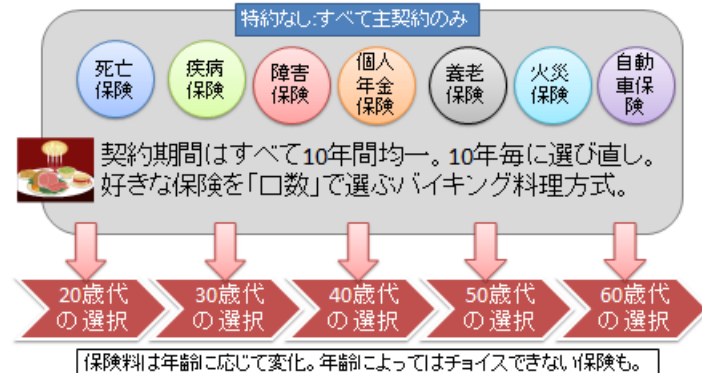 特約なし:すべて主契約のみ
死亡
保険
疾病
保険
障害
保険
個人
年金
保険
養老
保険
火災
保険
自動
車保
険
契約期間はすべて10年間均一。10年毎に選び直し。
好きな保険を「口数」で選ぶバイキング料理方式。
20歳代
の選択
30歳代
の選択
40歳代
の選択
50歳代
の選択
60歳代
の選択
保険料は年齢に応じて変化。年齢によってはチョイスできない保険も。